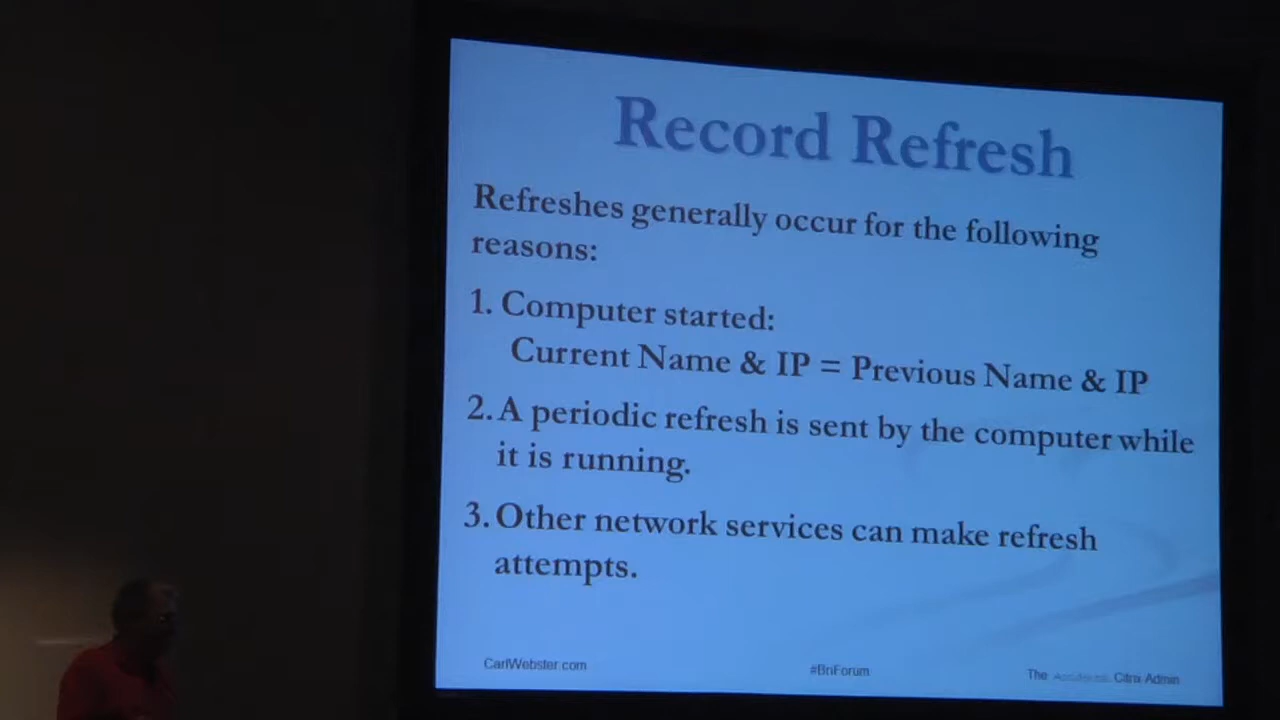 Record Refresh
Refreshes generally occur for the following
reasons:
1. Computer started:
Current Name & IP = Previous Name & IP
2. A periodic refresh is sent by the computer while
it is running.
3. Other network services can make refresh
attempts.
CarlWebster.com
#BriForum
The Accidental Citrix Admin